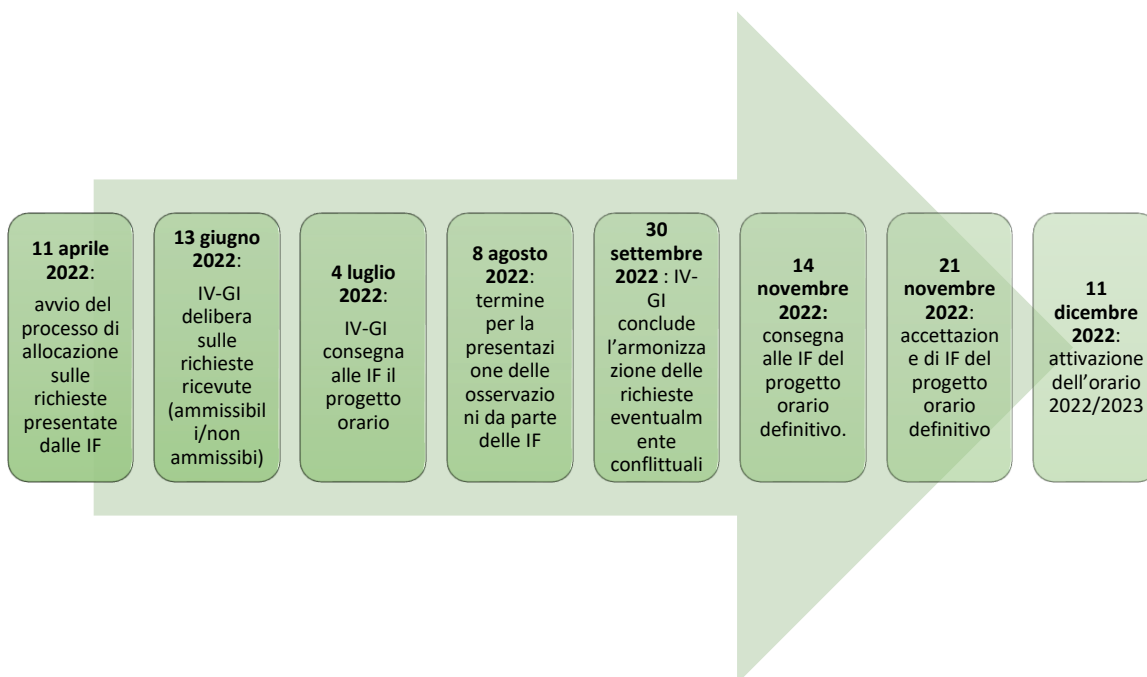 11 aprile
2022:
avvio del
processo di
allocazione
sulle
richieste
presentate
dalle IF
13 giugno
2022:
IV-GI
delibera
sulle
richieste
ricevute
(ammissibil
i/non
ammissibi)
4 luglio
2022:
IV-GI
consegna
alle IF il
progetto
orario
8 agosto
2022:
termine
per la
presentazi
one delle
osservazio
ni da parte
delle IF
30
settembre
2022 : IV-
GI
conclude
l’armonizza
zione delle
richieste
eventualm
ente
conflittuali
14
novembre
2022:
consegna
alle IF del
progetto
orario
definitivo.
21
novembre
2022:
accettazion
e di IF del
progetto
orario
definitivo
11
dicembre
2022:
attivazione
dell’orario
2022/2023